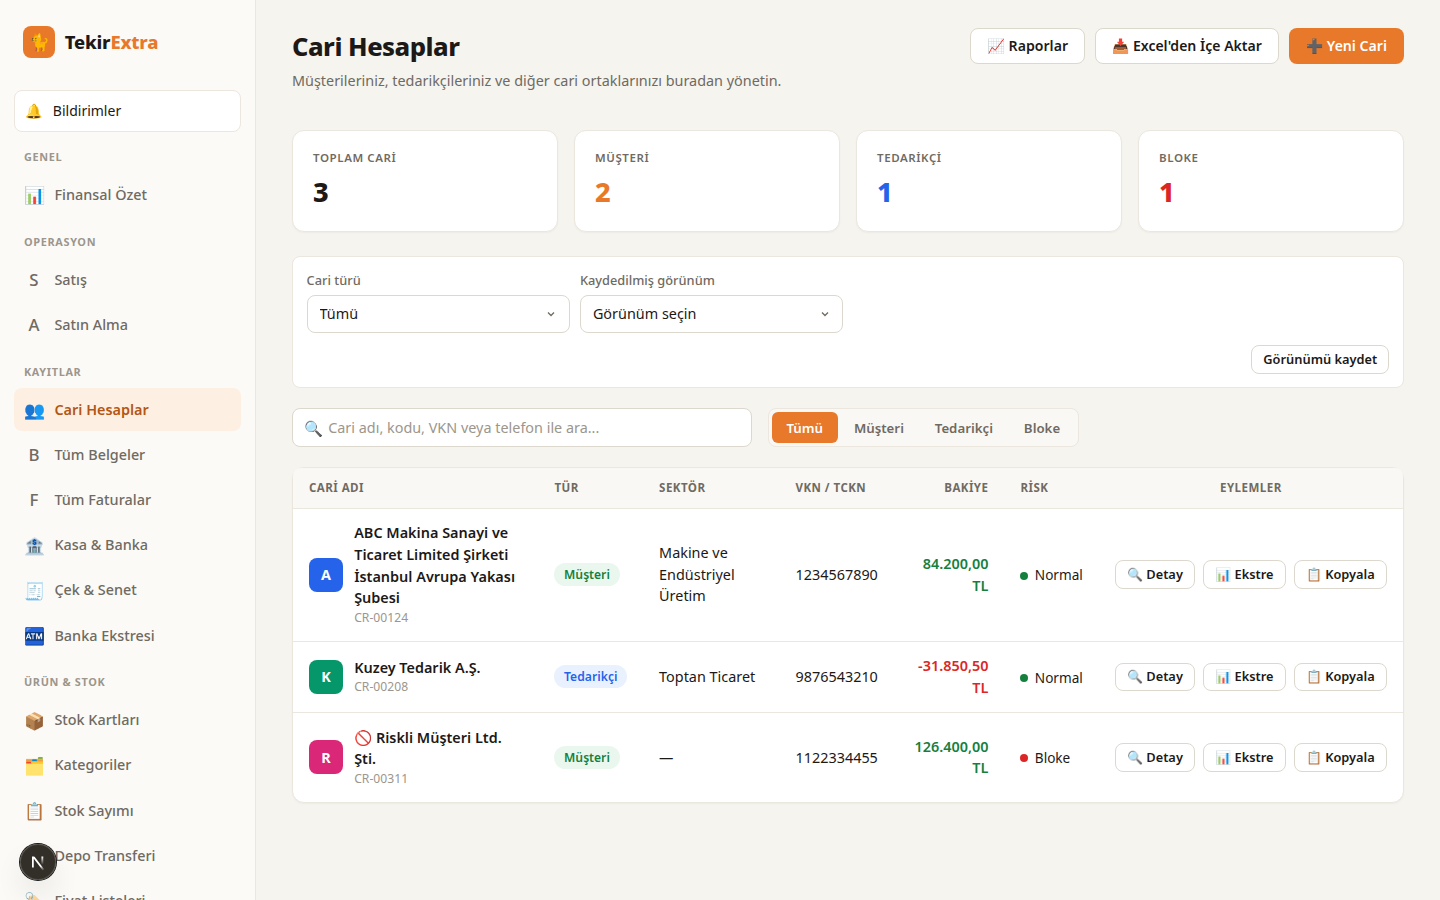 TekirExtra
Bildirimler
GENEL
Finansal Özet
OPERASYON
S Satış
A Satın Alma
KAYITLAR
Cari Hesaplar
B Tüm Belgeler
F Tüm Faturalar
Kasa & Banka
Çek & Senet
ATM Banka Ekstresi
ÜRÜN & STOK
Stok Kartları
Kategoriler
Stok Sayımı
N Depo Transferi
Fiyat Listeleri
Cari Hesaplar
Müşterileriniz, tedarikçileriniz ve diğer cari ortaklarınızı buradan yönetin.
Raporlar
Excel'den İçe Aktar
Yeni Cari
TOPLAM CARİ
3
MÜŞTERİ
2
TEDARİKÇİ
1
BLOKE
1
Cari türü
Tümü
Kaydedilmiş görünüm
Görünüm seçin
Görünümü kaydet
Cari adı, kodu, VKN veya telefon ile ara...
Tümü Müşteri Tedarikçi Bloke
CARİ ADI TÜR SEKTÖR VKN / TCKN BAKİYE RİSK EYLEMLER
A
ABC Makina Sanayi ve
Ticaret Limited Şirketi
İstanbul Avrupa Yakası
Şubesi
CR-00124
Müşteri
Makine ve
Endüstriyel
Üretim
1234567890
84.200,00
TL
Normal
Detay Ekstre Kopyala
K
Kuzey Tedarik A.Ş.
CR-00208
Tedarikçi
Toptan Ticaret
9876543210
-31.850,50
TL
Normal
Detay Ekstre Kopyala
R
Riskli Müşteri Ltd.
Şti.
CR-00311
Müşteri
—
1122334455
126.400,00
TL
Bloke
Detay Ekstre Kopyala